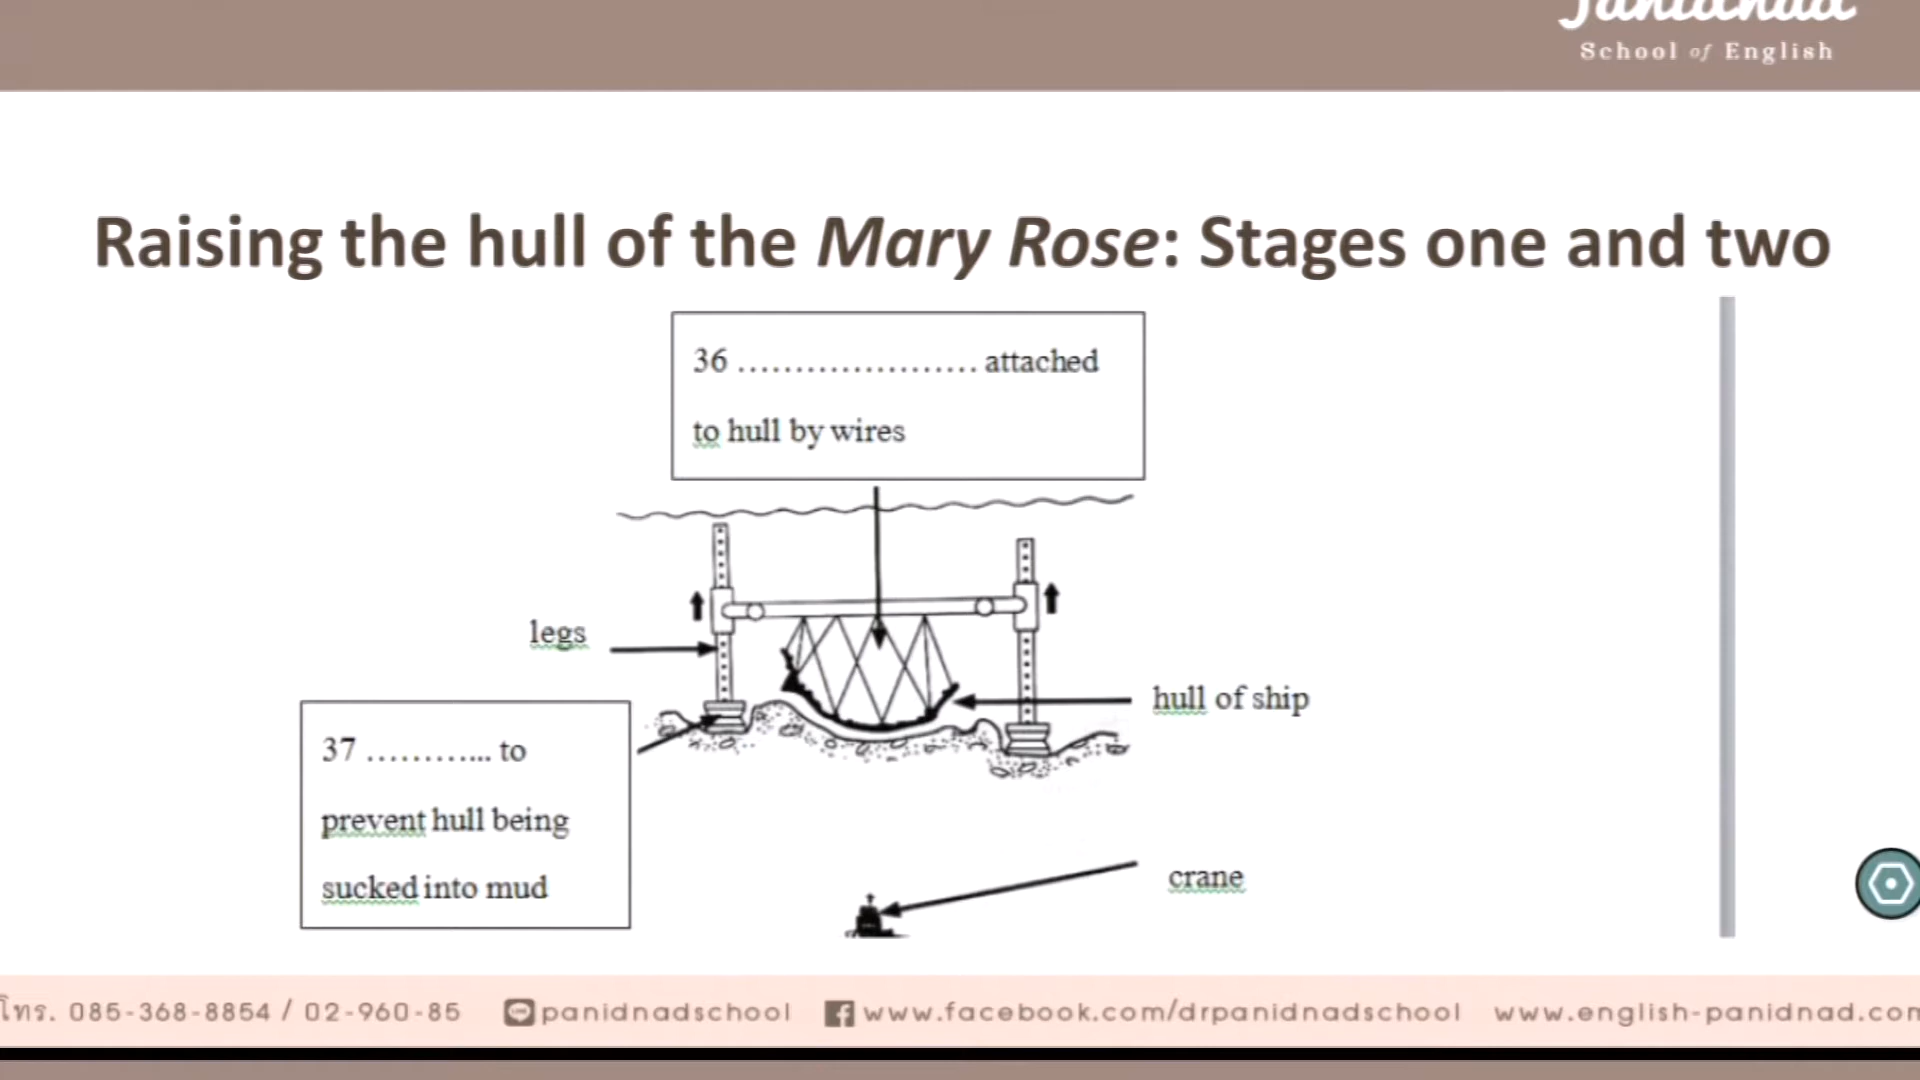 School of English
Raising the hull of the Mary Rose: Stages one and two
36 ..................... attached
to hull by wires
legs
hull of ship
37 ………... to
prevent hull being
sucked into mud
crane
โทร. 085-368-8854 / 02-960-85 panidnadschool www.facebook.com/drpanidnadschool www.english-panidnad.com